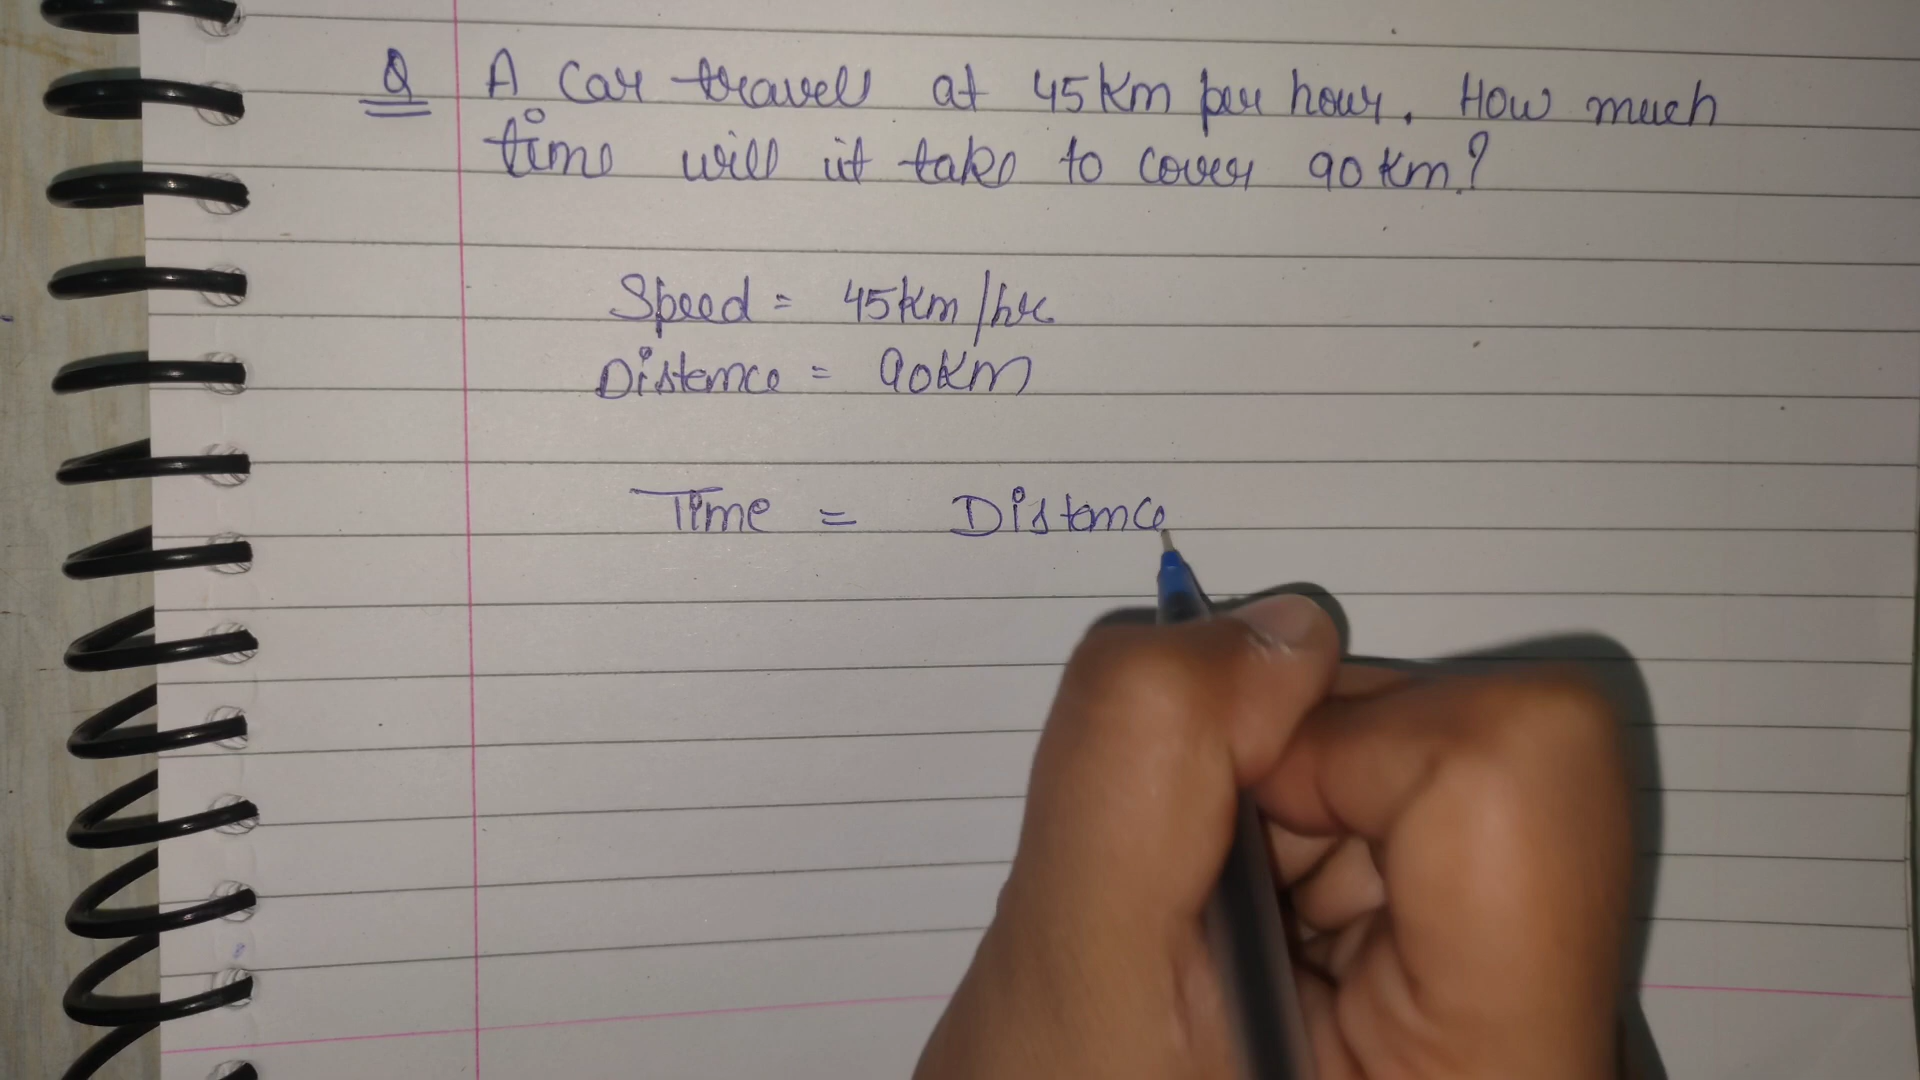 Q A car travels at 45 km per hour. How much
time will it take to cover 90 km?
Speed = 45 km/hr
Distance = 90 km
Time = Distance